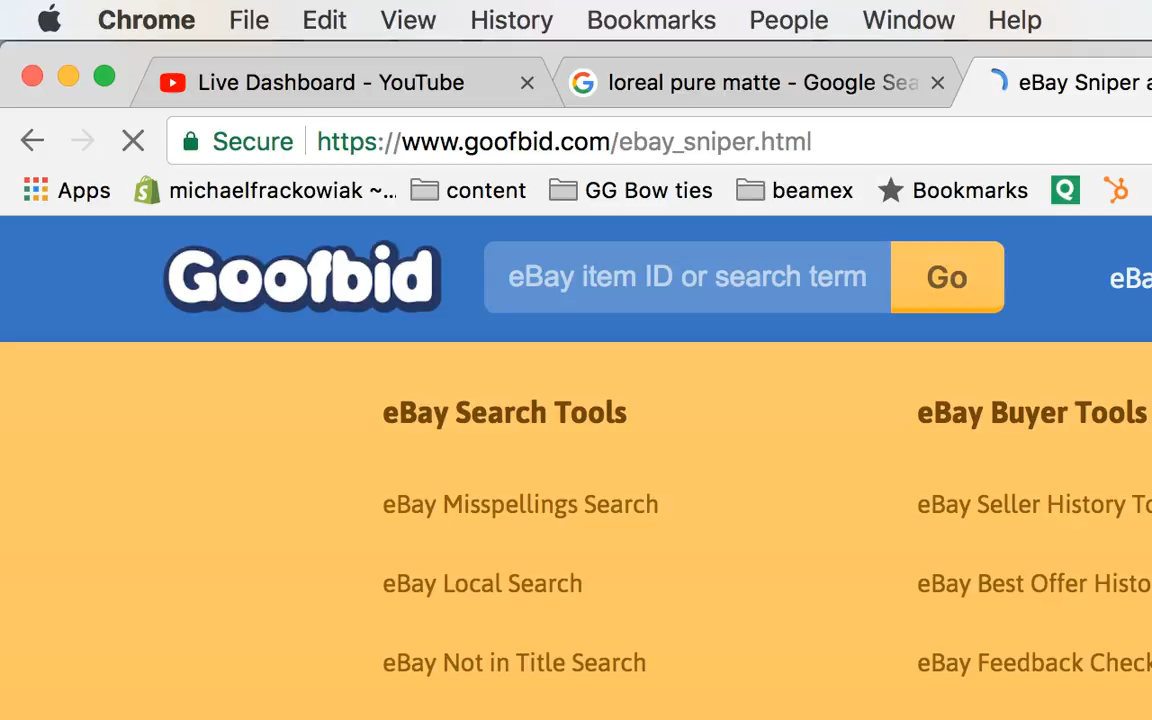 Chrome File Edit View History Bookmarks People Window Help
Live Dashboard - YouTube loreal pure matte - Google Sea eBay Sniper a
Secure https://www.goofbid.com/ebay_sniper.html
Apps michaelfrackowiak ~... content GG Bow ties beamex Bookmarks
Goofbid eBay item ID or search term Go eBa
eBay Search Tools eBay Buyer Tools
eBay Misspellings Search eBay Seller History To
eBay Local Search eBay Best Offer Histo
eBay Not in Title Search eBay Feedback Check